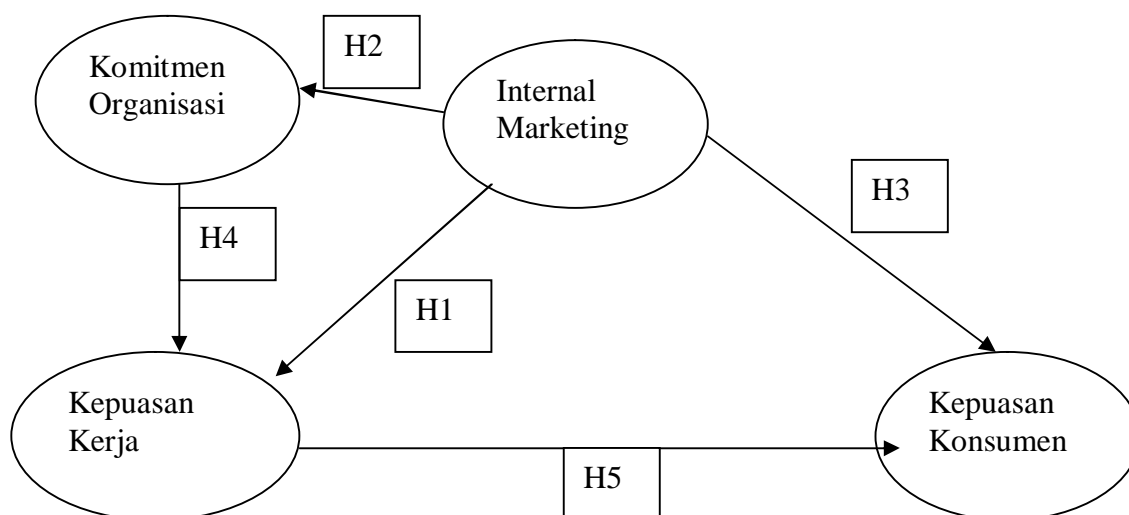 H2
Komitmen
Organisasi
Internal
Marketing
H3
H4
H1
Kepuasan
Kerja
Kepuasan
Konsumen
H5